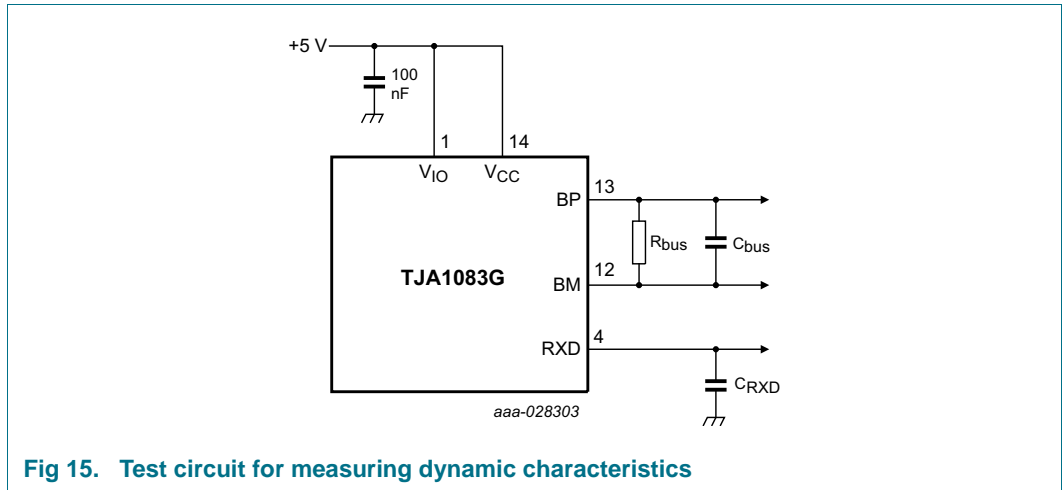 +5 V
100
nF
1
14
VIO
VCC
BP
13
Rbus
Cbus
TJA1083G
12
BM
RXD
4
CRXD
aaa-028303
Fig 15. Test circuit for measuring dynamic characteristics